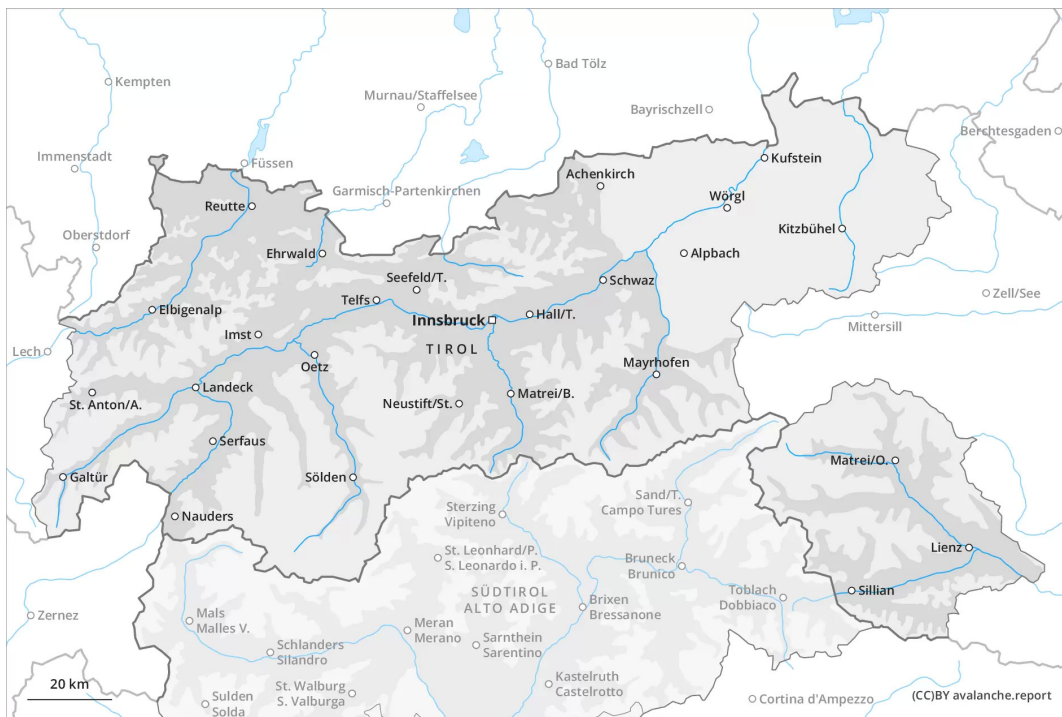 Kempten
Bad Tölz
Murnau/Staffelsee
Bayrischzell
Berchtesgaden
Immenstadt
Füssen
Kufstein
Achenkirch
Garmisch-Partenkirchen
Reutte
Wörgl
Kitzbühel
Oberstdorf
Ehrwald
Alpbach
Seefeld/T.
Schwaz
Zell/See
Telfs
Elbigenalp
Innsbruck
Hall/T.
Mittersill
Imst
TIROL
Lech
Oetz
Mayrhofen
Landeck
St. Anton/A.
Neustift/St.
Matrei/B.
Serfaus
Matrei/O.
Galtür
Sölden
Sand/T.
Campo Tures
Sterzing
Vipiteno
Nauders
Lienz
St. Leonhard/P.
S. Leonardo i. P.
Bruneck
Brunico
Sillian
SÜDTIROL
ALTO ADIGE
Toblach
Dobbiaco
Brixen
Bressanone
Zernez
Mals
Malles V.
Meran
Merano
Sarnthein
Sarentino
Schlanders
Silandro
20 km
Kastelruth
Castelrotto
St. Walburg
S. Valburga
Sulden
Solda
Cortina d'Ampezzo
(CC)BY avalanche.report